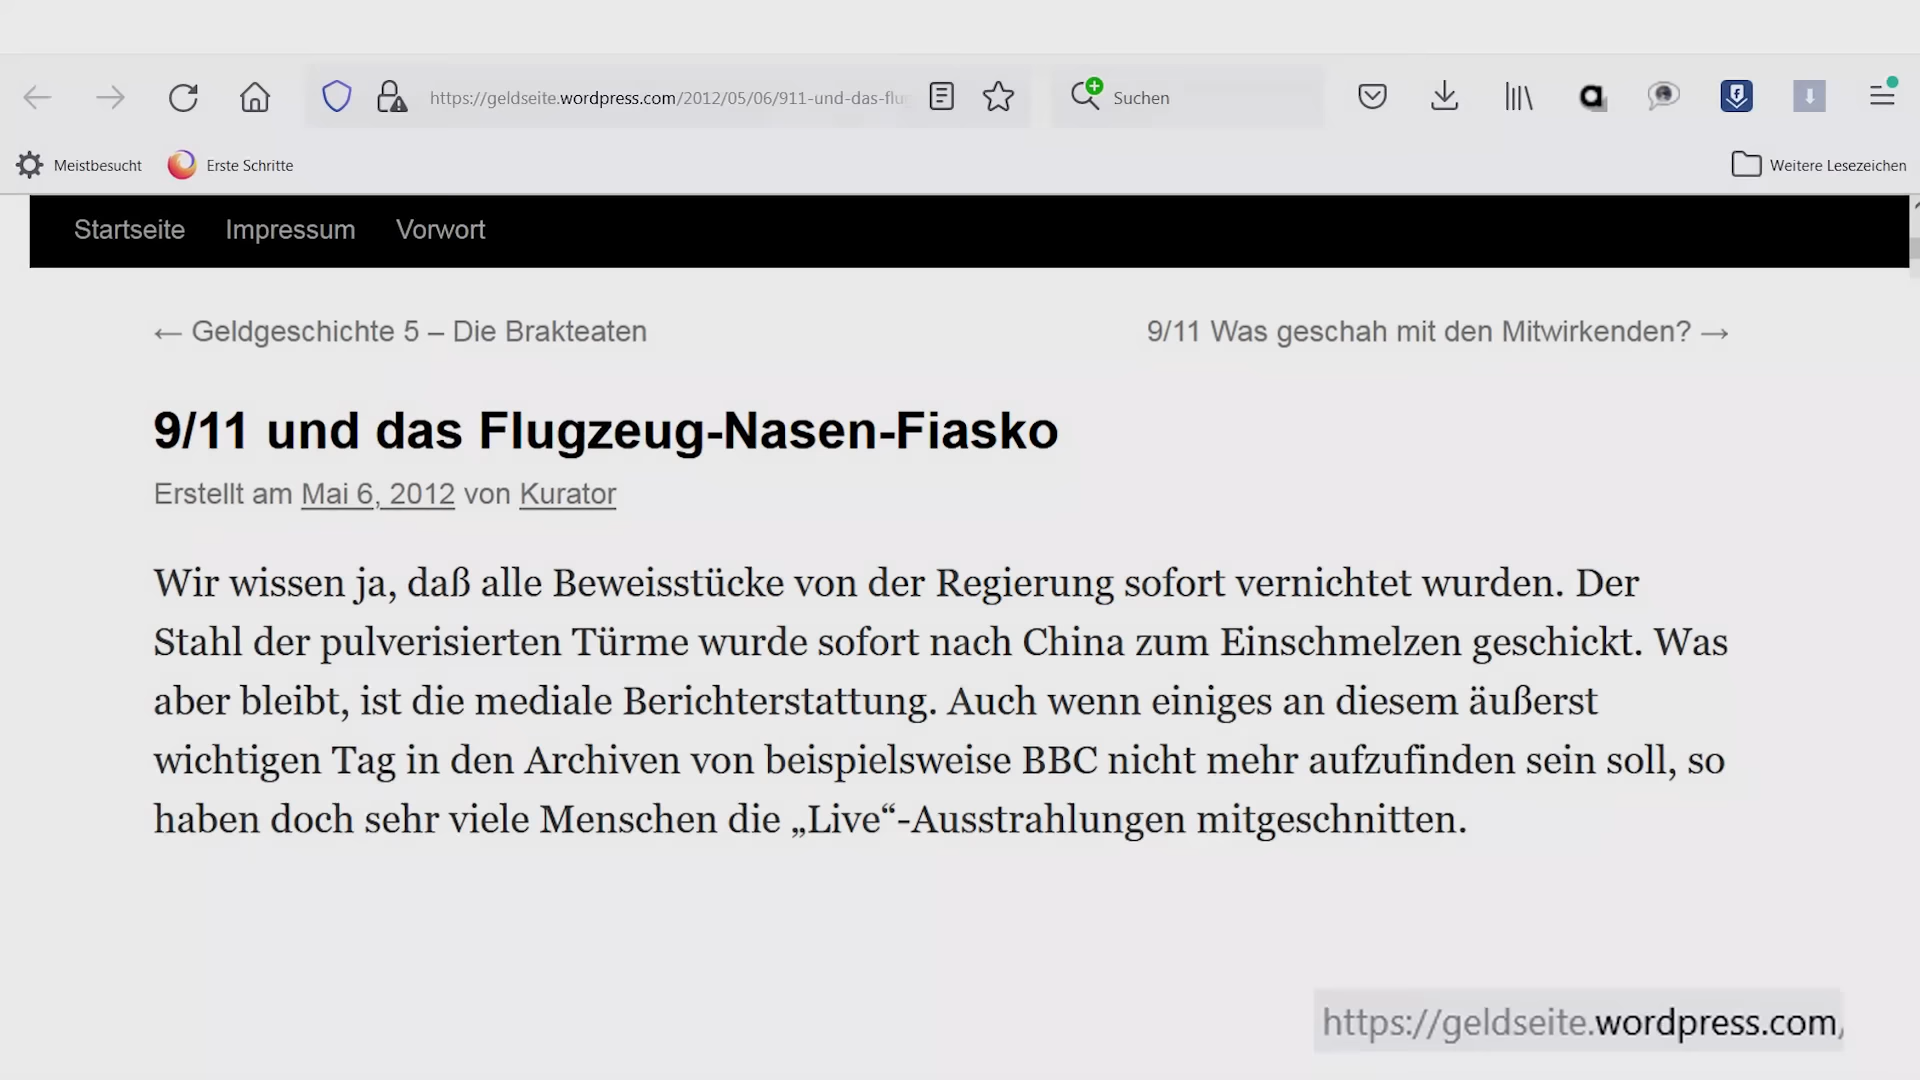 https://geldseite.wordpress.com/2012/05/06/911-und-das-flu
Suchen
Meistbesucht
Erste Schritte
Weitere Lesezeichen
Startseite Impressum Vorwort
← Geldgeschichte 5 – Die Brakteaten
9/11 Was geschah mit den Mitwirkenden? →
9/11 und das Flugzeug-Nasen-Fiasko
Erstellt am Mai 6, 2012 von Kurator
Wir wissen ja, daß alle Beweisstücke von der Regierung sofort vernichtet wurden. Der
Stahl der pulverisierten Türme wurde sofort nach China zum Einschmelzen geschickt. Was
aber bleibt, ist die mediale Berichterstattung. Auch wenn einiges an diesem äußerst
wichtigen Tag in den Archiven von beispielsweise BBC nicht mehr aufzufinden sein soll, so
haben doch sehr viele Menschen die „Live“-Ausstrahlungen mitgeschnitten.
https://geldseite.wordpress.com/